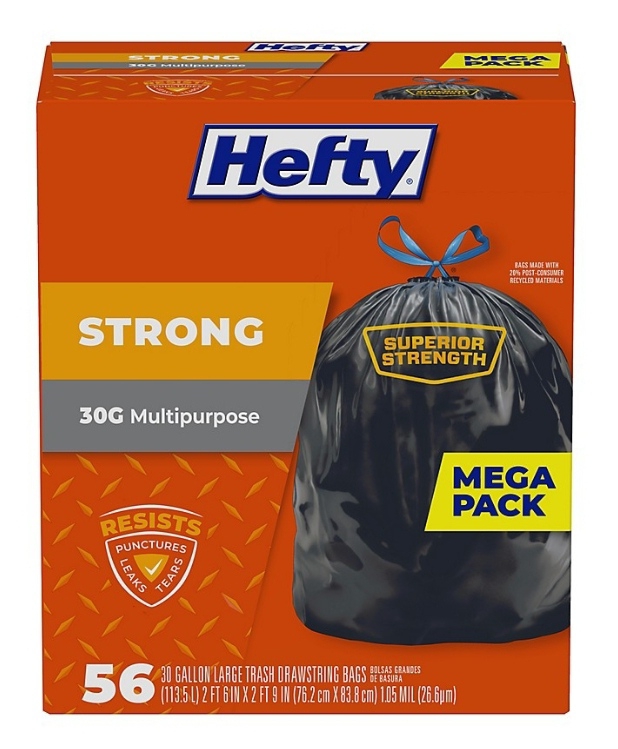 Hefty
STRONG
30G Multipurpose
MEGA
PACK
RESISTS
SUPERIOR
STRENGTH
Hefty®
BAGS MADE WITH
20% POST-CONSUMER
RECYCLED MATERIALS
SUPERIOR
STRENGTH
STRONG
30G Multipurpose
MEGA
PACK
RESISTS
PUNCTURES
LEAKS
TEARS
56
30 GALLON LARGE TRASH DRAWSTRING BAGS BOLSAS GRANDES
DE BASURA
(113.5 L) 2 FT 6 IN X 2 FT 9 IN (76.2 cm X 83.8 cm) 1.05 MIL (26.6µm)